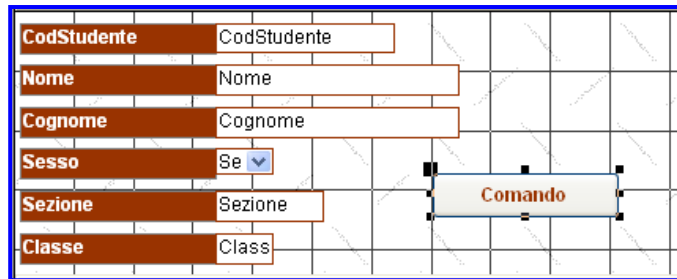 CodStudente CodStudente
Nome Nome
Cognome Cognome
Sesso Se
Comando
Sezione Sezione
Classe Class